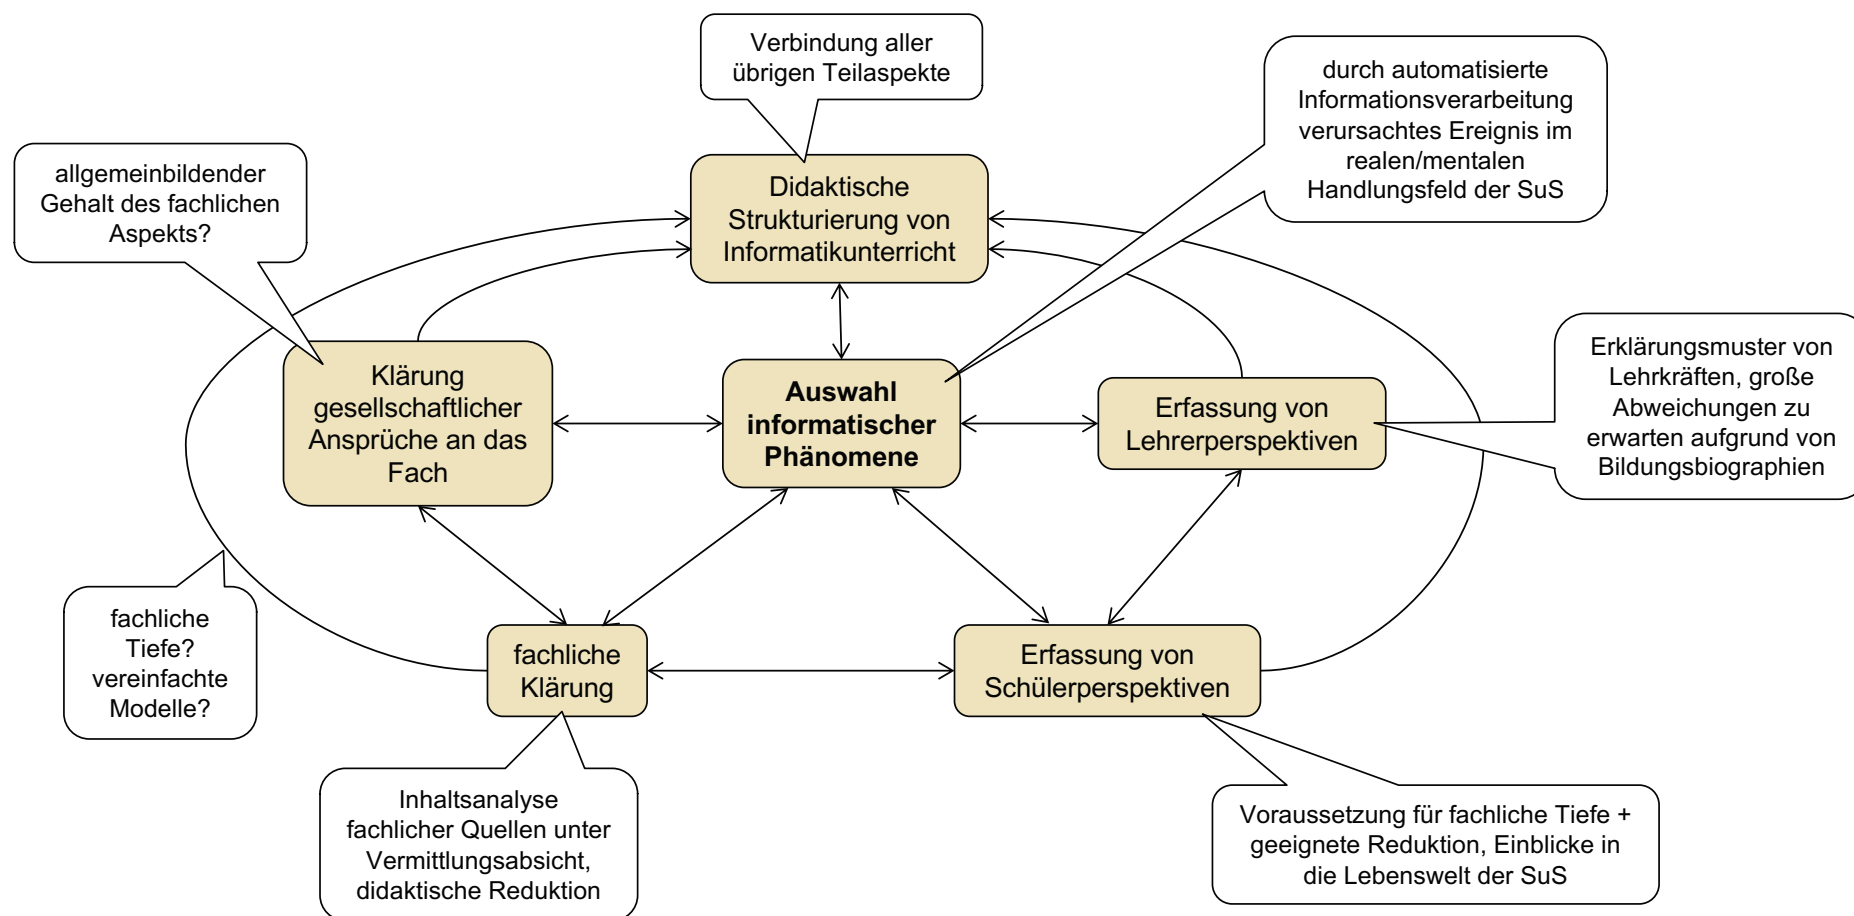 Verbindung aller
übrigen Teilaspekte
durch automatisierte
Informationsverarbeitung
verursachtes Ereignis im
realen/mentalen
Handlungsfeld der SuS
allgemeinbildender
Gehalt des fachlichen
Aspekts?
Didaktische
Strukturierung von
Informatikunterricht
Klärung
gesellschaftlicher
Ansprüche an das
Fach
Auswahl
informatischer
Phänomene
Erfassung von
Lehrerperspektiven
Erklärungsmuster von
Lehrkräften, große
Abweichungen zu
erwarten aufgrund von
Bildungsbiographien
fachliche
Tiefe?
vereinfachte
Modelle?
fachliche
Klärung
Erfassung von
Schülerperspektiven
Inhaltsanalyse
fachlicher Quellen unter
Vermittlungsabsicht,
didaktische Reduktion
Voraussetzung für fachliche Tiefe +
geeignete Reduktion, Einblicke in
die Lebenswelt der SuS